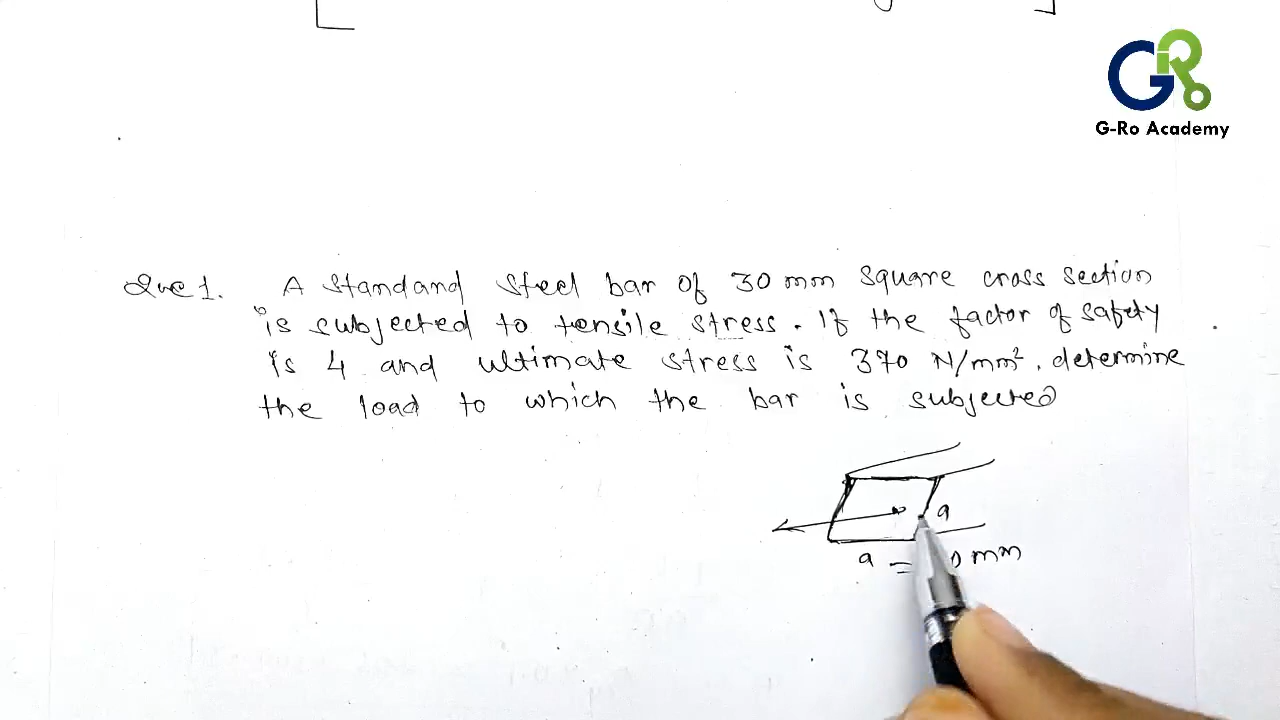 G-Ro Academy
Que 1. A standard steel bar of 30 mm square cross section
is subjected to tensile stress. If the factor of safety
is 4 and ultimate stress is 370 N/mm². determine
the load to which the bar is subjected
a
a = mm